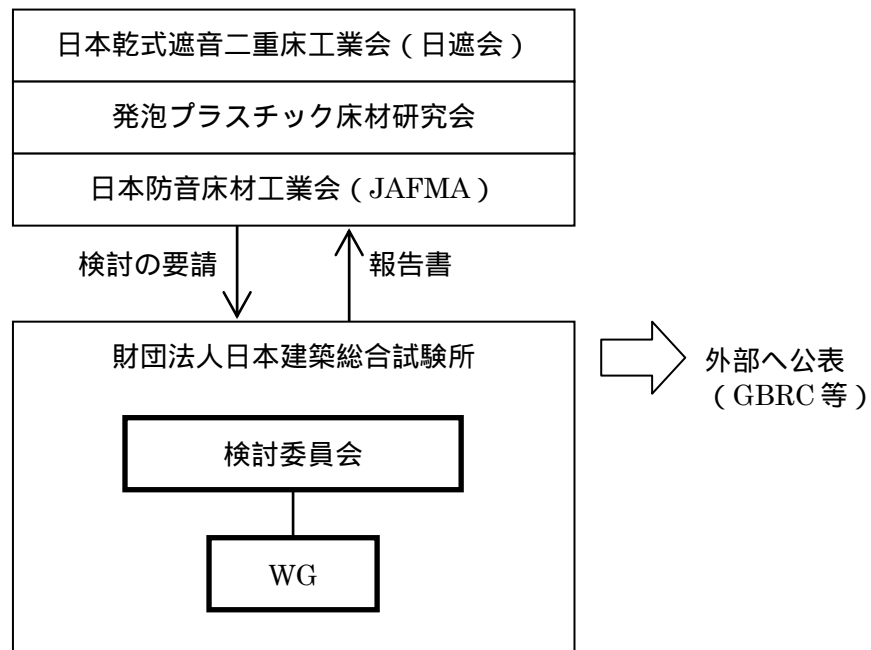 日本乾式遮音二重床工業会（日遮会）
発泡プラスチック床材研究会
日本防音床材工業会（JAFMA）
検討の要請
報告書
財団法人日本建築総合試験所
外部へ公表
（GBRC 等）
検討委員会
WG